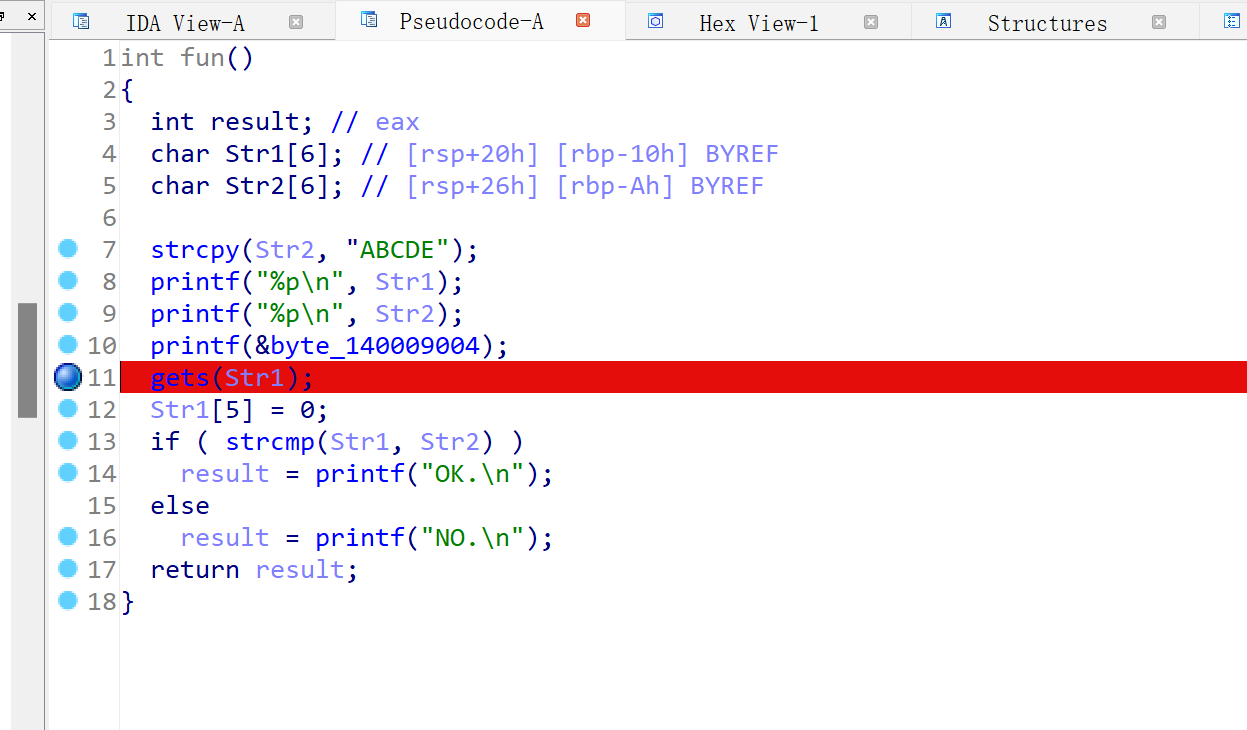 IDA View-A Pseudocode-A Hex View-1 Structures
1 int fun()
2 {
3 int result; // eax
4 char Str1[6]; // [rsp+20h] [rbp-10h] BYREF
5 char Str2[6]; // [rsp+26h] [rbp-Ah] BYREF
6
7 strcpy(Str2, "ABCDE");
8 printf("%p\n", Str1);
9 printf("%p\n", Str2);
10 printf(&byte_140009004);
11 gets(Str1);
12 Str1[5] = 0;
13 if ( strcmp(Str1, Str2) )
14 result = printf("OK.\n");
15 else
16 result = printf("NO.\n");
17 return result;
18 }